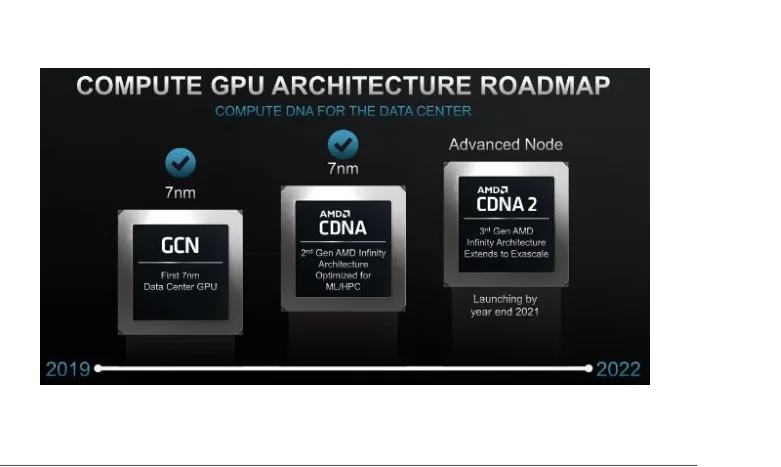 COMPUTE GPU ARCHITECTURE ROADMAP
COMPUTE DNA FOR THE DATA CENTER
7nm
GCN
First 7nm
Data Center GPU
7nm
AMD
CDNA
2nd Gen AMD Infinity
Architecture
Optimized for
ML/HPC
Advanced Node
AMD
CDNA 2
3rd Gen AMD
Infinity Architecture
Extends to Exascale
Launching by
year end 2021
2019
2022